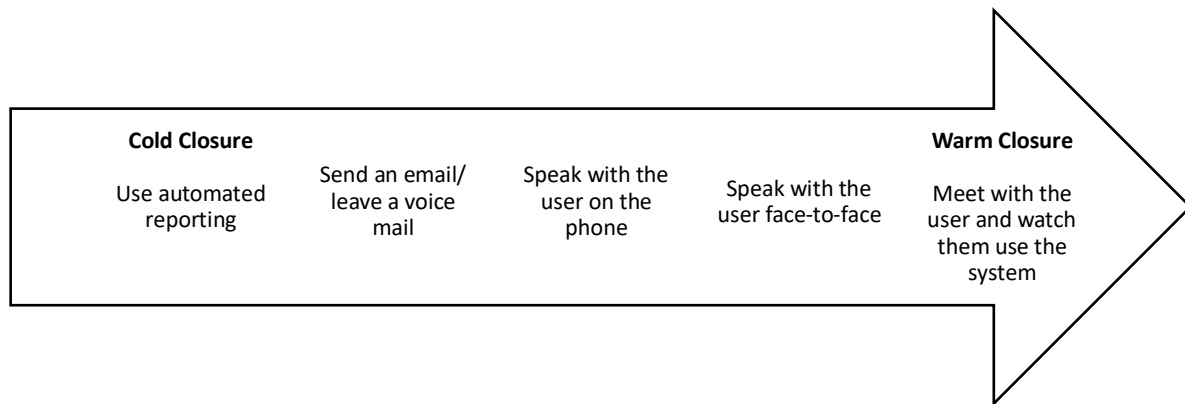 Cold Closure
Use automated
reporting
Send an email/
leave a voice
mail
Speak with the
user on the
phone
Speak with the
user face-to-face
Warm Closure
Meet with the
user and watch
them use the
system